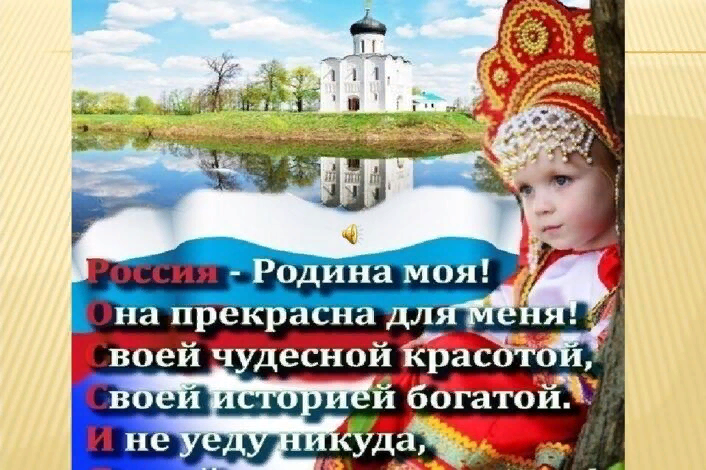 Россия - Родина моя!
Она прекрасна для меня!
Своей чудесной красотой,
Своей историей богатой.
И не уеду никуда,